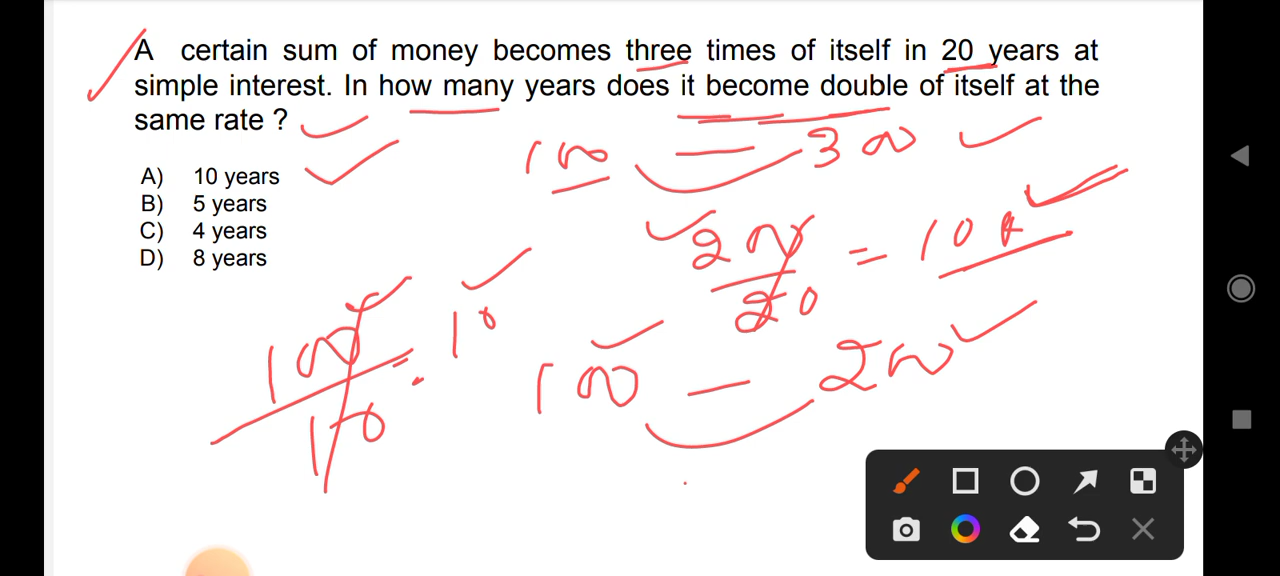 A certain sum of money becomes three times of itself in 20 years at
simple interest. In how many years does it become double of itself at the
same rate ?
100 — 300
A) 10 years
B) 5 years
C) 4 years
D) 8 years
200/20 = 10%
100/10 = 10
100 — 200